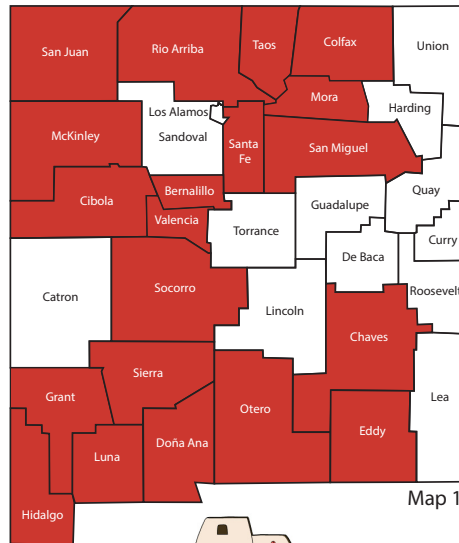 San Juan
Rio Arriba
Taos
Colfax
Union
Mora
Harding
Los Alamos
McKinley
Sandoval
Santa
Fe
San Miguel
Bernalillo
Quay
Cibola
Guadalupe
Valencia
Torrance
Curry
De Baca
Socorro
Roosevelt
Catron
Lincoln
Chaves
Sierra
Grant
Otero
Lea
Doña Ana
Luna
Eddy
Map 1
Hidalgo